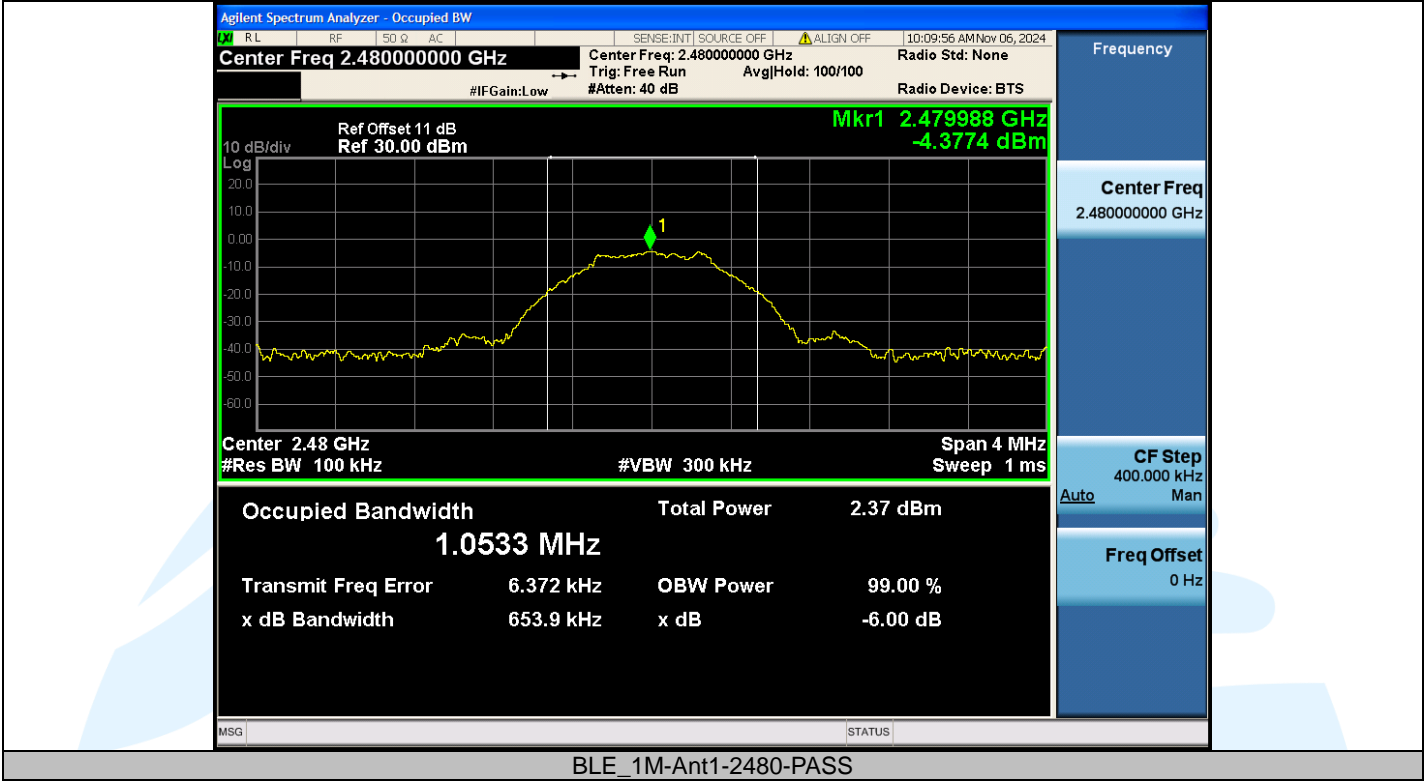 Agilent Spectrum Analyzer - Occupied BW
LXI RL RF 50 Ω AC SENSE:INT SOURCE OFF ALIGN OFF 10:09:56 AM Nov 06, 2024
Center Freq 2.480000000 GHz
Center Freq: 2.480000000 GHz
Radio Std: None
Trig: Free Run Avg|Hold: 100/100
#IFGain:Low #Atten: 40 dB Radio Device: BTS
Frequency
Mkr1 2.479988 GHz
-4.3774 dBm
Ref Offset 11 dB
10 dB/div Ref 30.00 dBm
Log
20.0
10.0
0.00
-10.0
-20.0
-30.0
-40.0
-50.0
-60.0
1
Center 2.48 GHz Span 4 MHz
#Res BW 100 kHz #VBW 300 kHz Sweep 1 ms
Center Freq
2.480000000 GHz
CF Step
400.000 kHz
Auto Man
Freq Offset
0 Hz
Occupied Bandwidth Total Power 2.37 dBm
1.0533 MHz
Transmit Freq Error 6.372 kHz OBW Power 99.00 %
x dB Bandwidth 653.9 kHz x dB -6.00 dB
MSG STATUS
BLE_1M-Ant1-2480-PASS